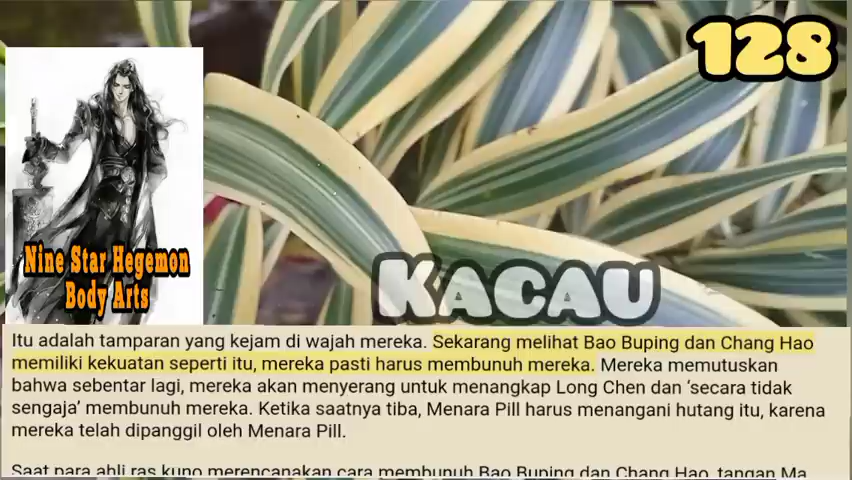 128
Nine Star Hegemon
Body Arts
KACAU
Itu adalah tamparan yang kejam di wajah mereka. Sekarang melihat Bao Buping dan Chang Hao
memiliki kekuatan seperti itu, mereka pasti harus membunuh mereka. Mereka memutuskan
bahwa sebentar lagi, mereka akan menyerang untuk menangkap Long Chen dan ‘secara tidak
sengaja’ membunuh mereka. Ketika saatnya tiba, Menara Pill harus menangani hutang itu, karena
mereka telah dipanggil oleh Menara Pill.
Saat para ahli ras kuno merencanakan cara membunuh Bao Buping dan Chang Hao, tangan Ma